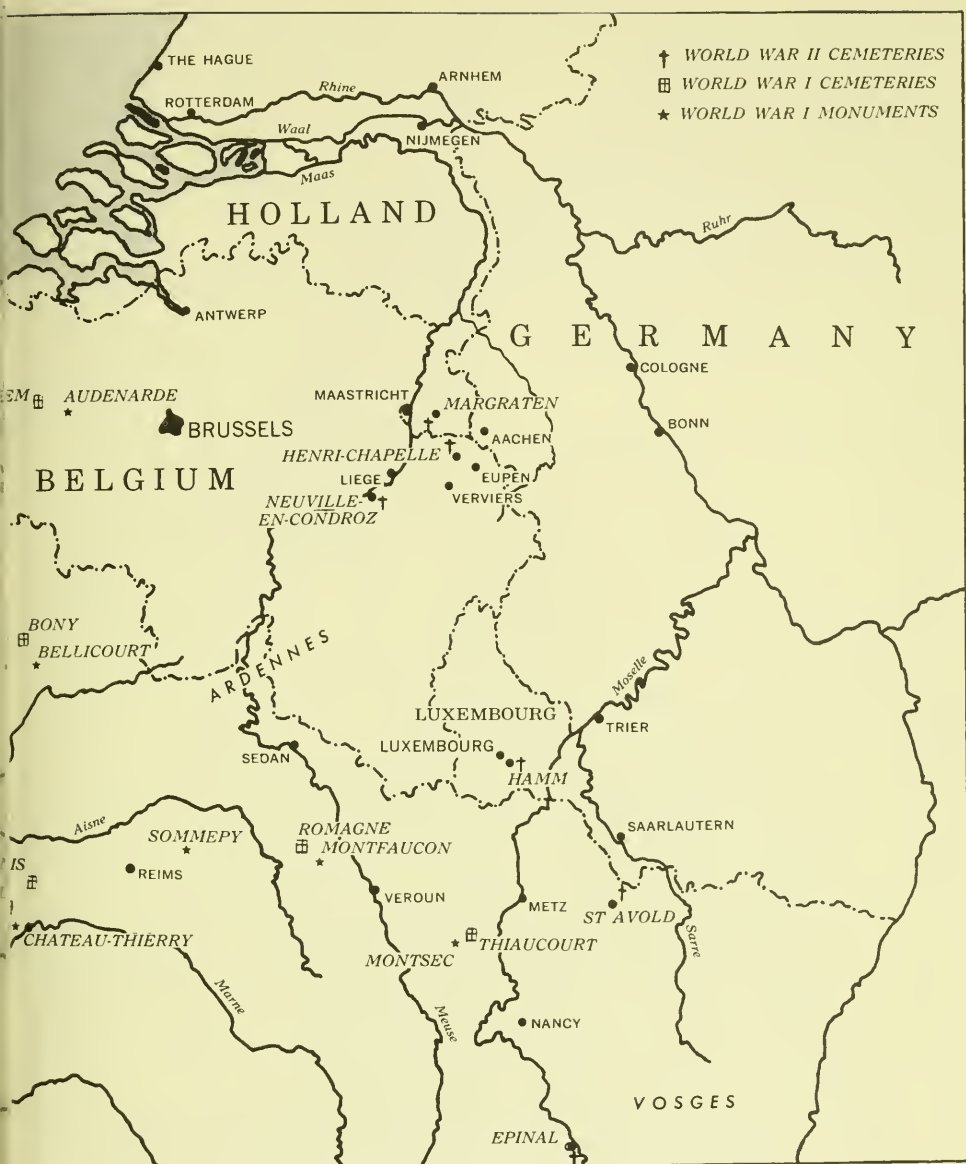 † WORLD WAR II CEMETERIES
WORLD WAR I CEMETERIES
★ WORLD WAR I MONUMENTS
THE HAGUE
ARNHEM
Rhine
ROTTERDAM
Waal
NIJMEGEN
Maas
HOLLAND
Ruhr
ANTWERP
GERMANY
COLOGNE
MAASTRICHT
EM
AUDENARDE
MARGRATEN
BRUSSELS
BONN
AACHEN
HENRI-CHAPELLE
BELGIUM
LIEGE
EUPEN
VERVIERS
NEUVILLE-
EN-CONDROZ
BONY
BELLICOURT
ARDENNES
Moselle
LUXEMBOURG
TRIER
LUXEMBOURG
SEDAN
HAMM
Aisne
SOMMEPY
ROMAGNE
MONTFAUCON
SAARLAUTERN
IS
REIMS
VEROUN
METZ
ST AVOLD
CHATEAU-THIERRY
THIAUCOURT
MONTSEC
Sarre
Marne
Meuse
NANCY
VOSGES
EPINAL